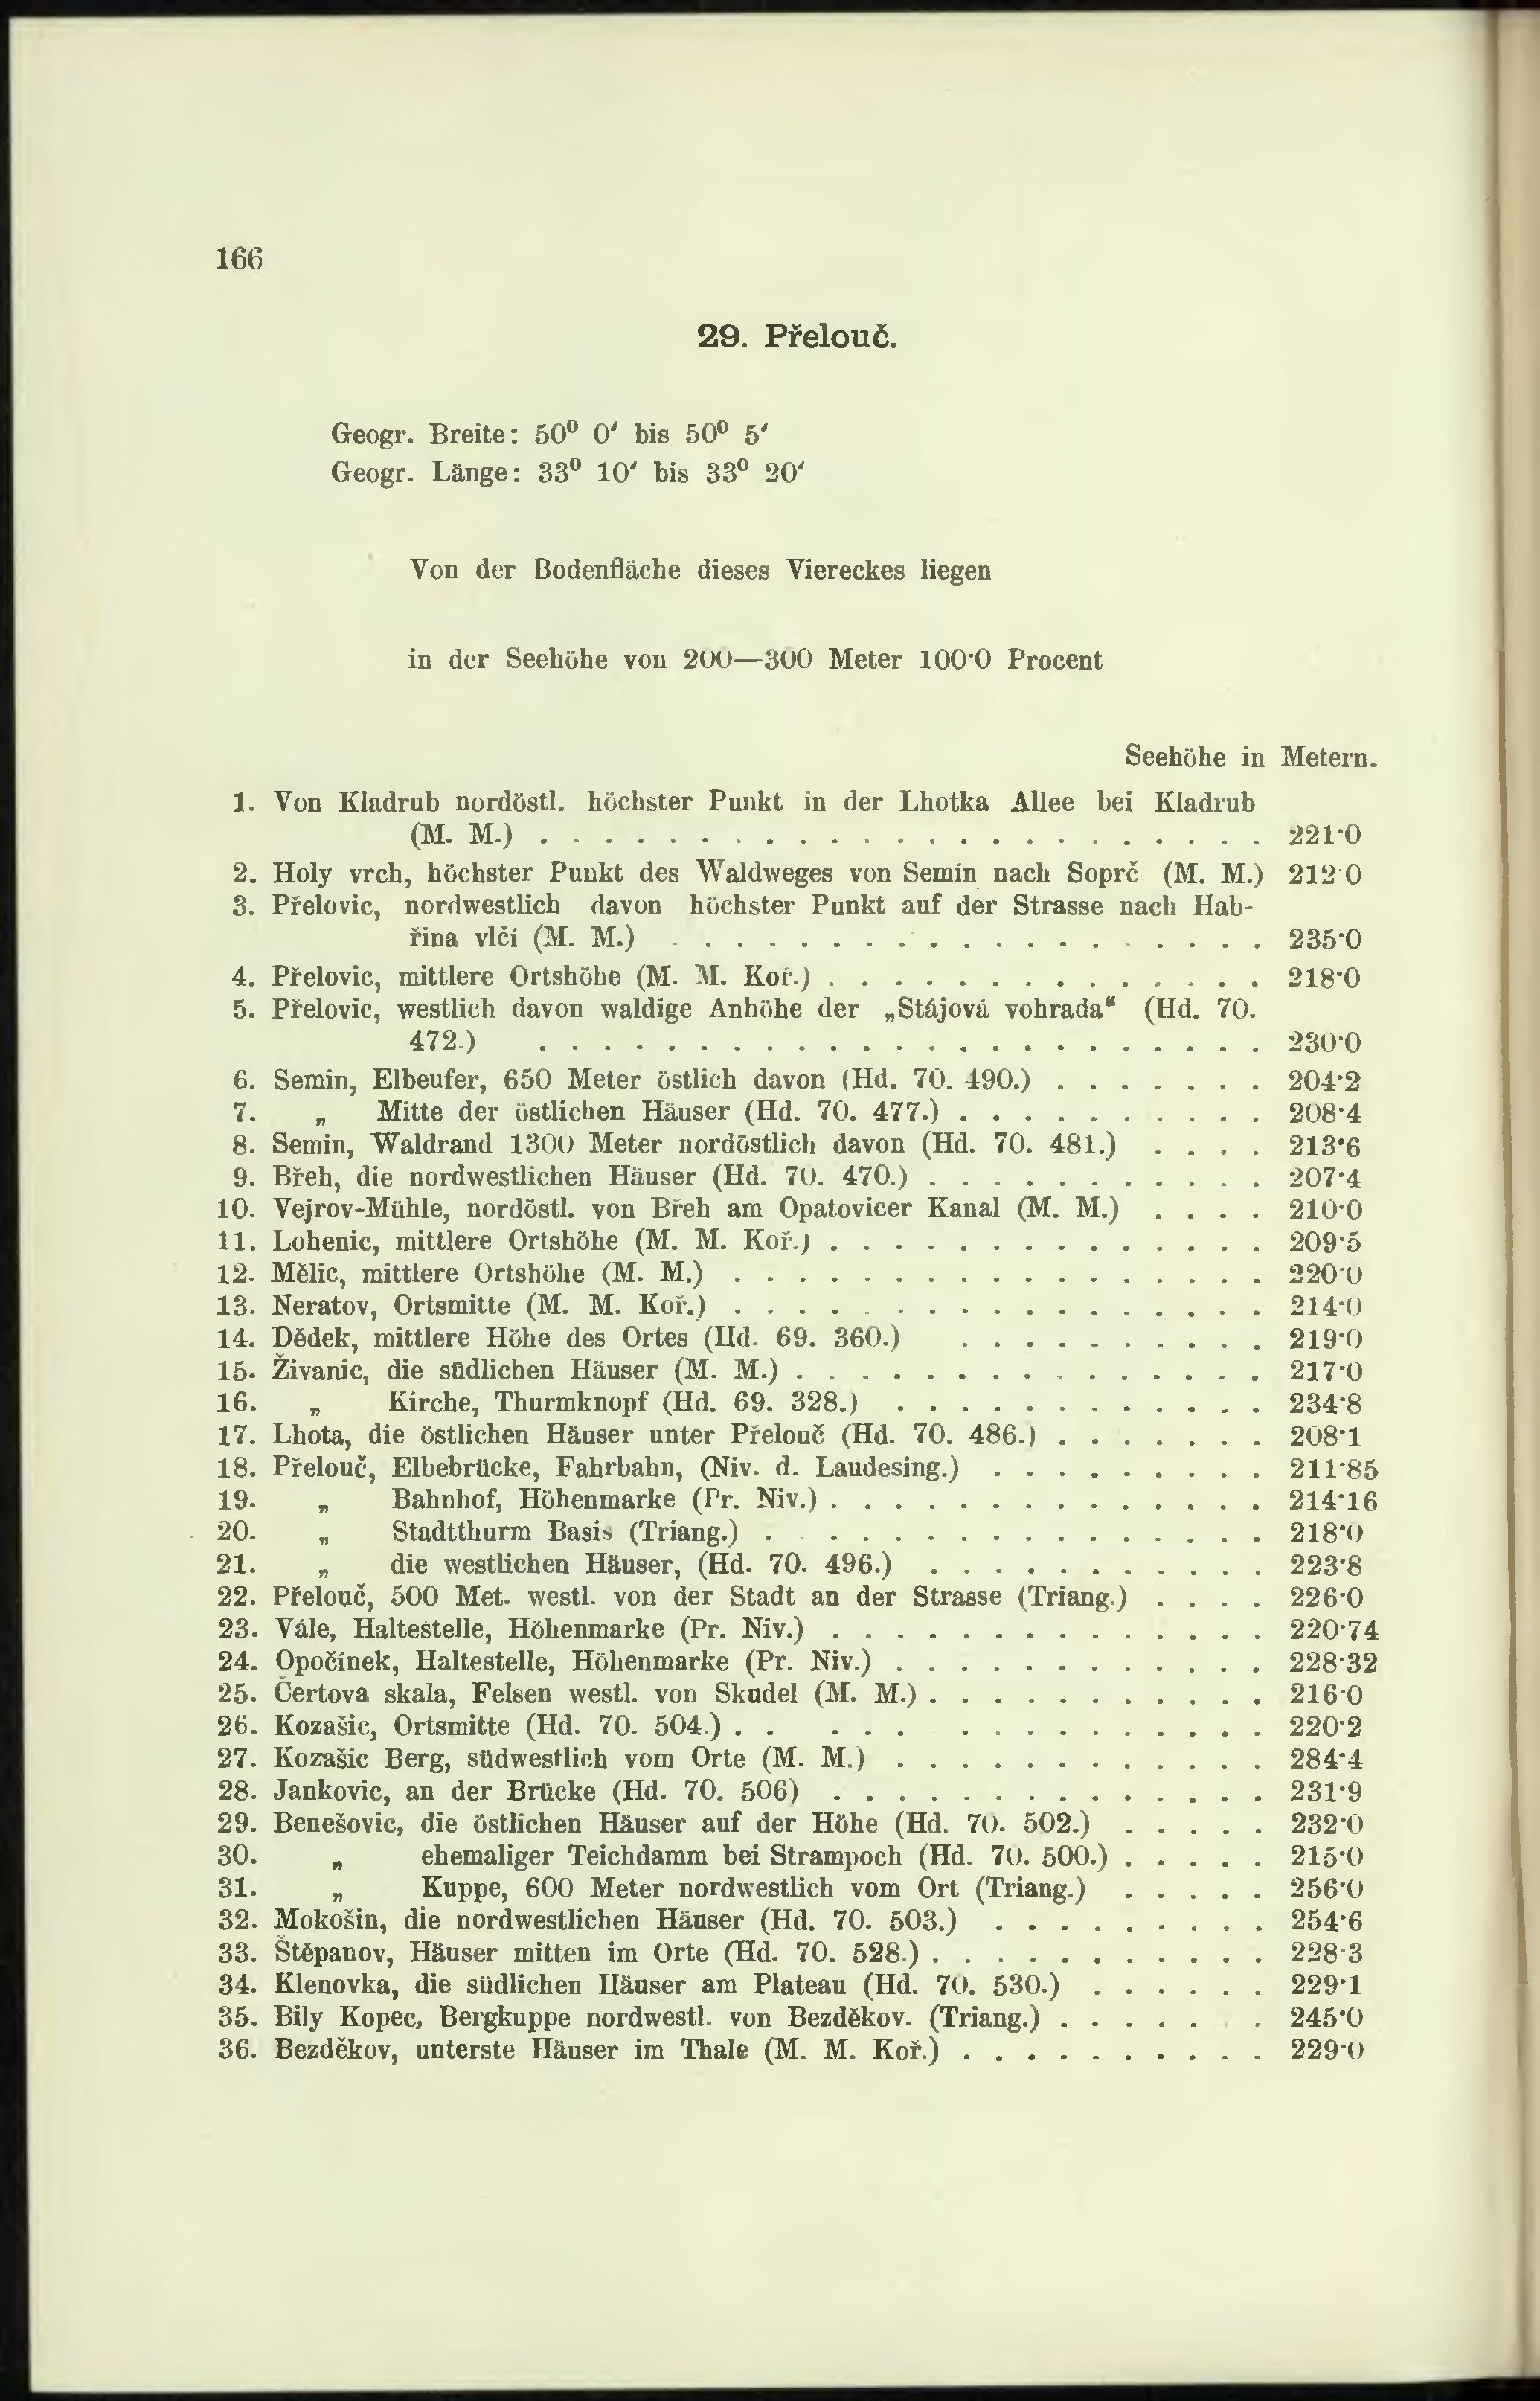 166
29. Přelouč.
Geogr. Breite: 50⁰ 0′ bis 50⁰ 5′
Geogr. Länge: 33⁰ 10′ bis 33⁰ 20′
Von der Bodenfläche dieses Viereckes liegen
in der Seehöhe von 200—300 Meter 100·0 Procent
Seehöhe in Metern.
1. Von Kladrub nordöstl. höchster Punkt in der Lhotka Allee bei Kladrub
(M. M.) . . . . . . . . . . . . . . . . . . . . . . . 221·0
2. Holy vrch, höchster Punkt des Waldweges von Semín nach Soprč (M. M.) 212·0
3. Přelovic, nordwestlich davon höchster Punkt auf der Strasse nach Hab-
řina vlčí (M. M.) . . . . . . . . . . . . . . . . . . . 235·0
4. Přelovic, mittlere Ortshöhe (M. M. Koř.) . . . . . . . . . . . . . . 218·0
5. Přelovic, westlich davon waldige Anhöhe der „Stájová vohrada“ (Hd. 70.
472.) . . . . . . . . . . . . . . . . . . . . . . . 230·0
6. Semin, Elbeufer, 650 Meter östlich davon (Hd. 70. 490.) . . . . . . . 204·2
7. „ Mitte der östlichen Häuser (Hd. 70. 477.) . . . . . . . . . . 208·4
8. Semin, Waldrand 1300 Meter nordöstlich davon (Hd. 70. 481.) . . . . 213·6
9. Břeh, die nordwestlichen Häuser (Hd. 70. 470.) . . . . . . . . . . . 207·4
10. Vejrov-Mühle, nordöstl. von Břeh am Opatovicer Kanal (M. M.) . . . . 210·0
11. Lohenic, mittlere Ortshöhe (M. M. Koř.) . . . . . . . . . . . . . . 209·5
12. Mělic, mittlere Ortshöhe (M. M.) . . . . . . . . . . . . . . . . . 220·0
13. Neratov, Ortsmitte (M. M. Koř.) . . . . . . . . . . . . . . . . . 214·0
14. Dědek, mittlere Höhe des Ortes (Hd. 69. 360.) . . . . . . . . . . 219·0
15. Živanic, die südlichen Häuser (M. M.) . . . . . . . . . . . . . . . 217·0
16. „ Kirche, Thurmknopf (Hd. 69. 328.) . . . . . . . . . . . . 234·8
17. Lhota, die östlichen Häuser unter Přelouč (Hd. 70. 486.) . . . . . . . 208·1
18. Přelouč, Elbebrücke, Fahrbahn, (Niv. d. Laudesing.) . . . . . . . . . 211·85
19. „ Bahnhof, Höhenmarke (Pr. Niv.) . . . . . . . . . . . . . . 214·16
20. „ Stadtthurm Basis (Triang.) . . . . . . . . . . . . . . . . 218·0
21. „ die westlichen Häuser, (Hd. 70. 496.) . . . . . . . . . . . 223·8
22. Přelouč, 500 Met. westl. von der Stadt an der Strasse (Triang.) . . . . 226·0
23. Vále, Haltestelle, Höhenmarke (Pr. Niv.) . . . . . . . . . . . . . . 220·74
24. Opočínek, Haltestelle, Höhenmarke (Pr. Niv.) . . . . . . . . . . . . 228·32
25. Čertova skala, Felsen westl. von Skudel (M. M.) . . . . . . . . . . . 216·0
26. Kozašic, Ortsmitte (Hd. 70. 504.) . . . . . . . . . . . . . . . 220·2
27. Kozašic Berg, südwestlich vom Orte (M. M.) . . . . . . . . . . . . 284·4
28. Jankovic, an der Brücke (Hd. 70. 506) . . . . . . . . . . . . . . 231·9
29. Benešovic, die östlichen Häuser auf der Höhe (Hd. 70. 502.) . . . . . 232·0
30. „ ehemaliger Teichdamm bei Strampoch (Hd. 70. 500.) . . . . . 215·0
31. „ Kuppe, 600 Meter nordwestlich vom Ort (Triang.) . . . . . 256·0
32. Mokošin, die nordwestlichen Häuser (Hd. 70. 503.) . . . . . . . . . 254·6
33. Štěpanov, Häuser mitten im Orte (Hd. 70. 528.) . . . . . . . . . . . 228·3
34. Klenovka, die südlichen Häuser am Plateau (Hd. 70. 530.) . . . . . . 229·1
35. Bily Kopec, Bergkuppe nordwestl. von Bezděkov. (Triang.) . . . . . . . 245·0
36. Bezděkov, unterste Häuser im Thale (M. M. Koř.) . . . . . . . . . . 229·0